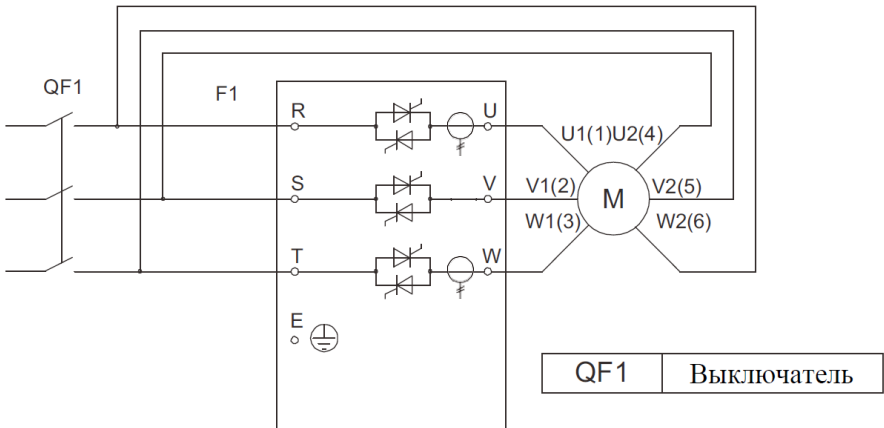 QF1
F1
R
U
U1(1)U2(4)
S
V
V1(2)
M
V2(5)
W1(3)
W2(6)
T
W
E
QF1 Выключатель